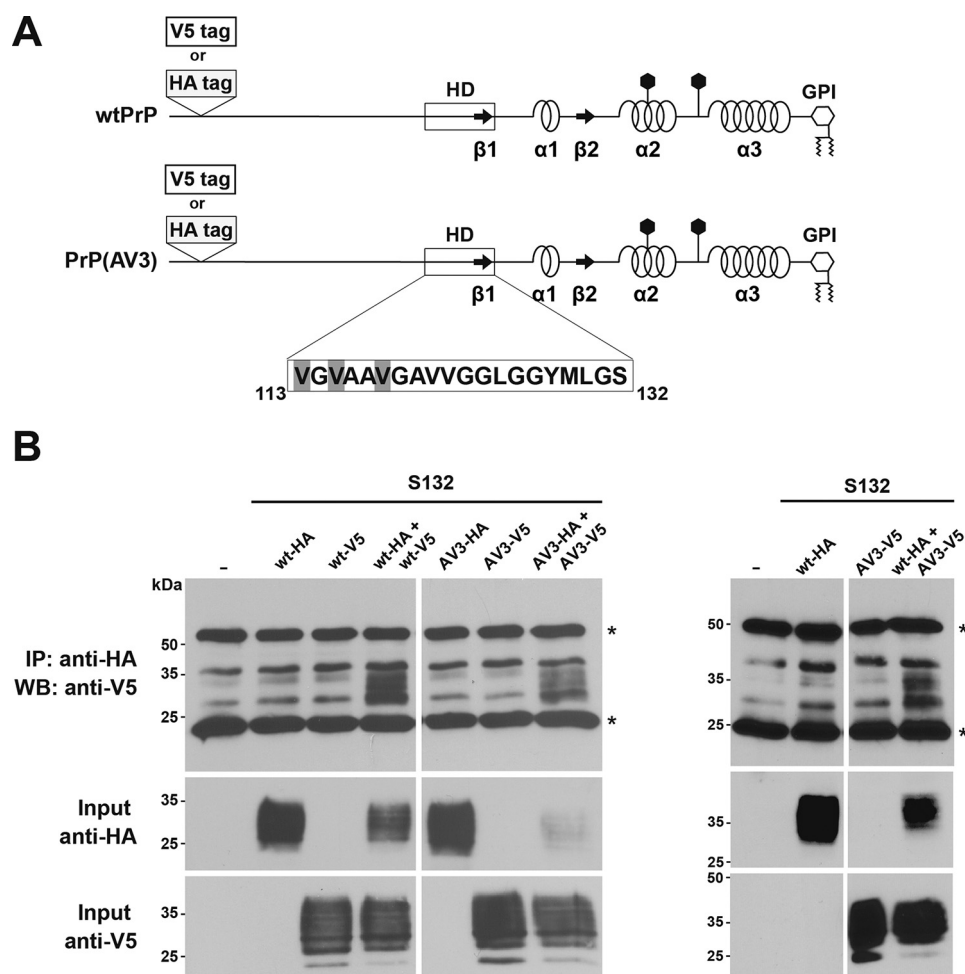 A
V5 tag
or
HA tag
wtPrP
HD
GPI
β1
α1
β2
α2
α3
V5 tag
or
HA tag
PrP(AV3)
HD
GPI
β1
α1
β2
α2
α3
VGVAAVGAVVGGLGGYMLGS
113
132
B
S132
S132
–
wt-HA
wt-V5
wt-HA +
wt-V5
AV3-HA
AV3-V5
AV3-HA +
AV3-V5
–
wt-HA
AV3-V5
wt-HA +
AV3-V5
kDa
IP: anti-HA
WB: anti-V5
50
35
25
*
*
50
35
25
*
*
Input
anti-HA
35
25
35
25
Input
anti-V5
35
25
50
35
25